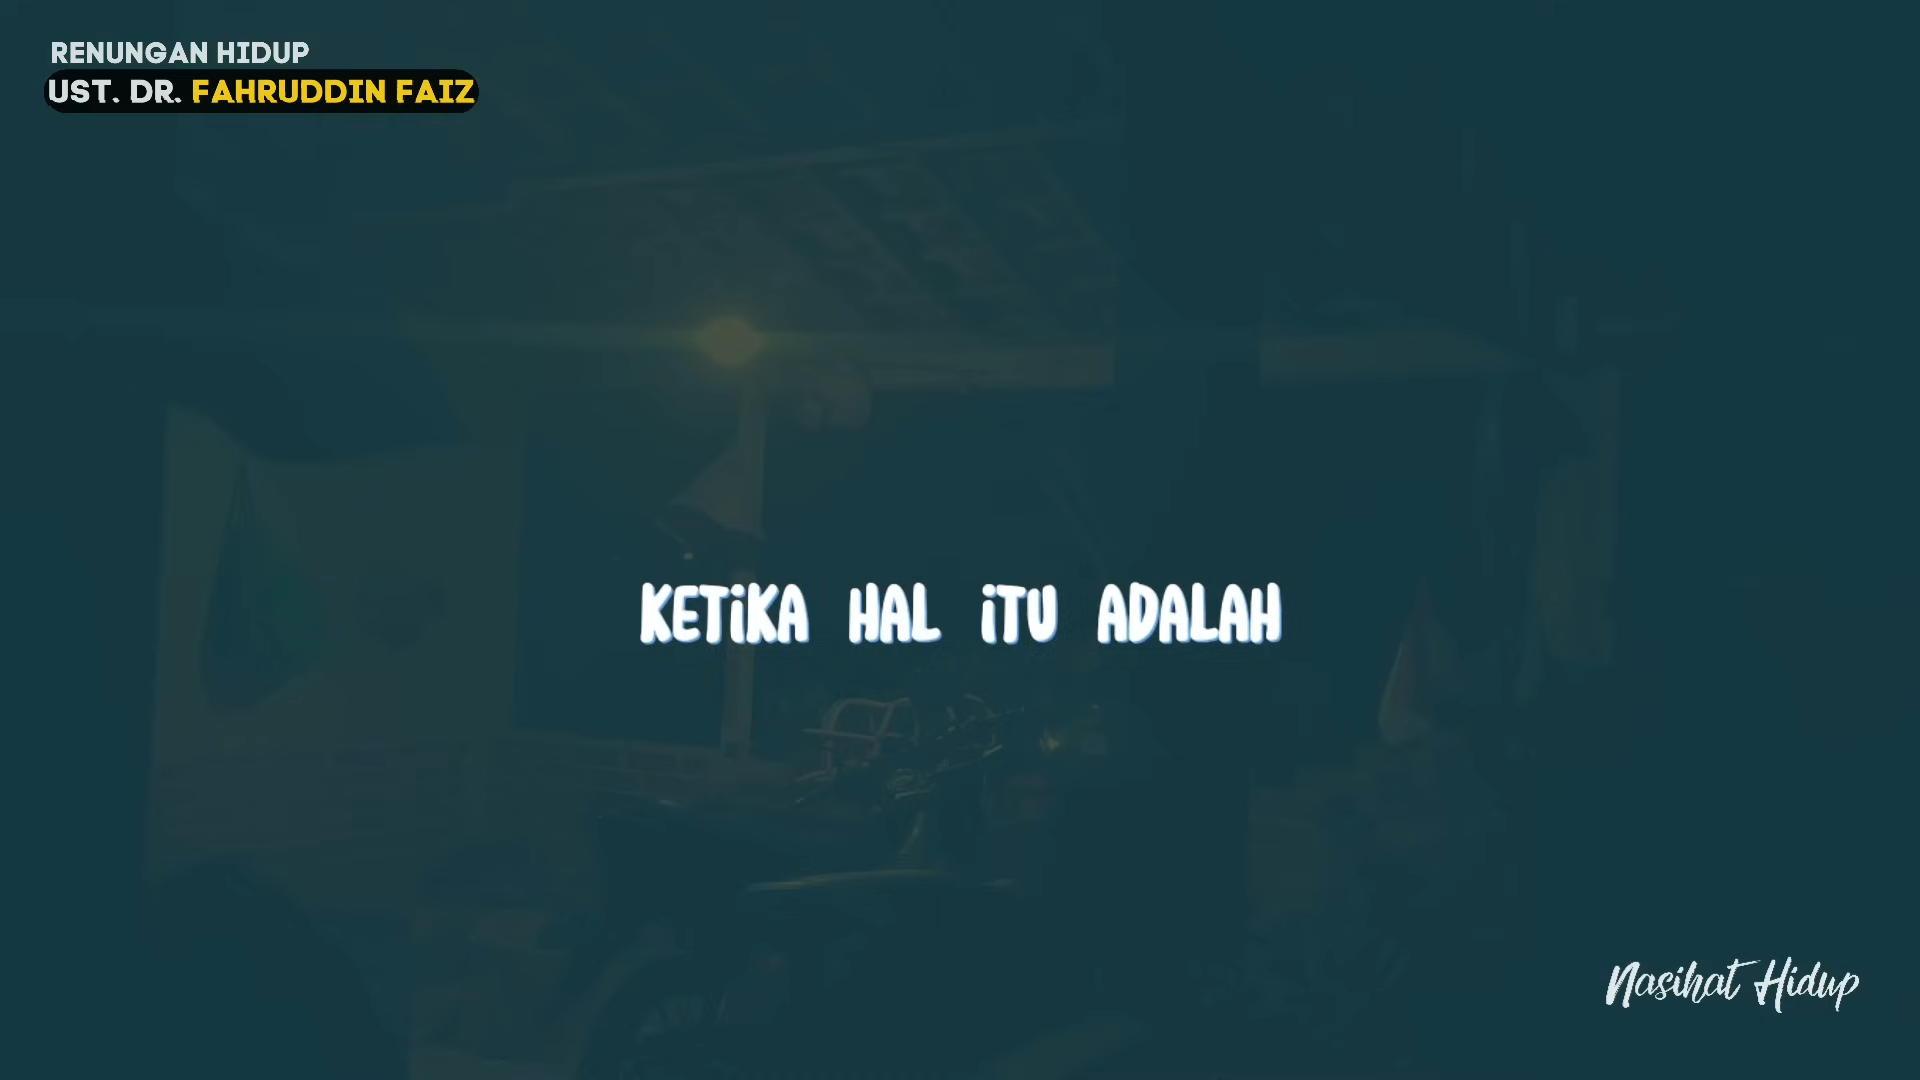 RENUNGAN HIDUP
UST. DR. FAHRUDDIN FAIZ
KETiKA HAL iTU ADALAH
Nasihat Hidup